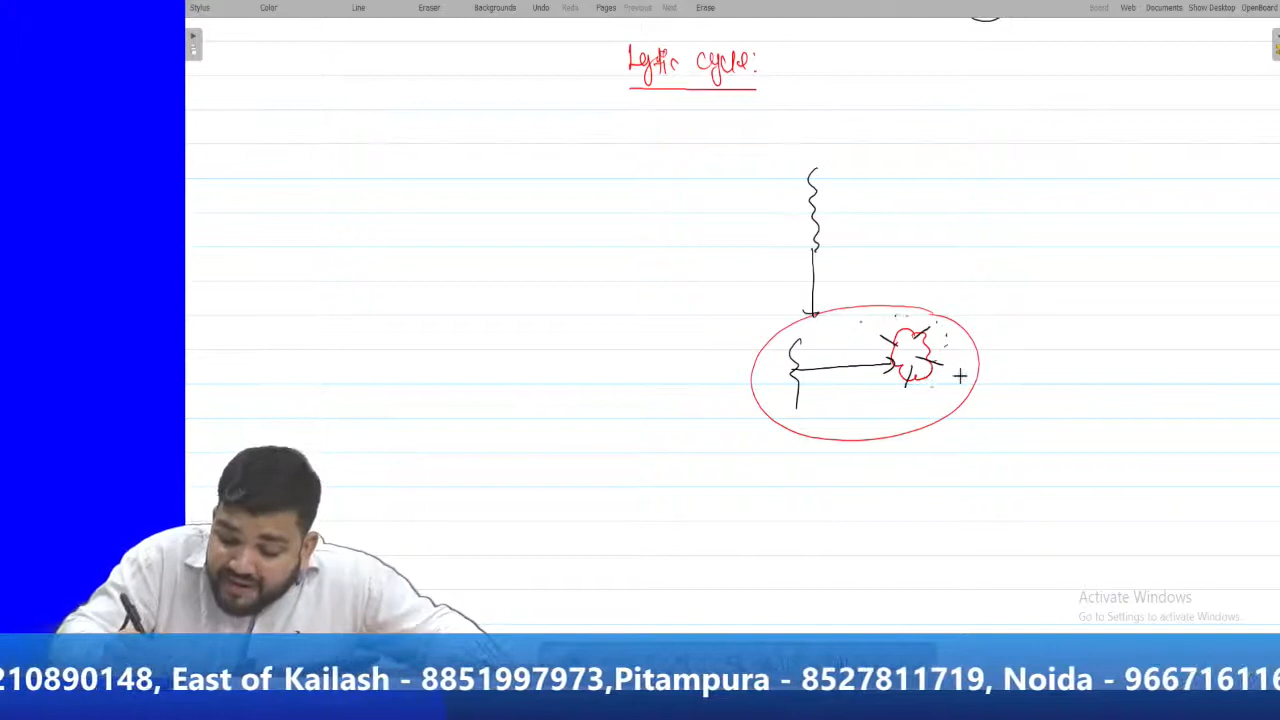 Stylus Color Line Eraser Backgrounds Undo Redo Pages Previous Next Erase Board Web Documents Show Desktop OpenBoard
Lytic cycle:
Activate Windows
Go to Settings to activate Windows.
210890148, East of Kailash - 8851997973,Pitampura - 8527811719, Noida - 966716116